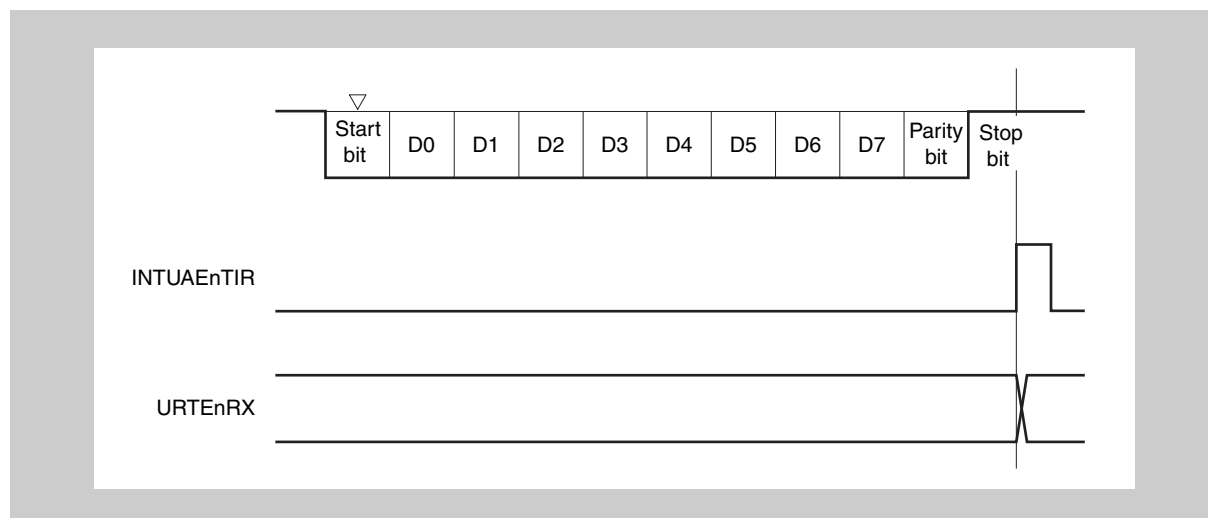 Start bit
D0
D1
D2
D3
D4
D5
D6
D7
Parity bit
Stop bit
INTUAEnTIR
URTEnRX